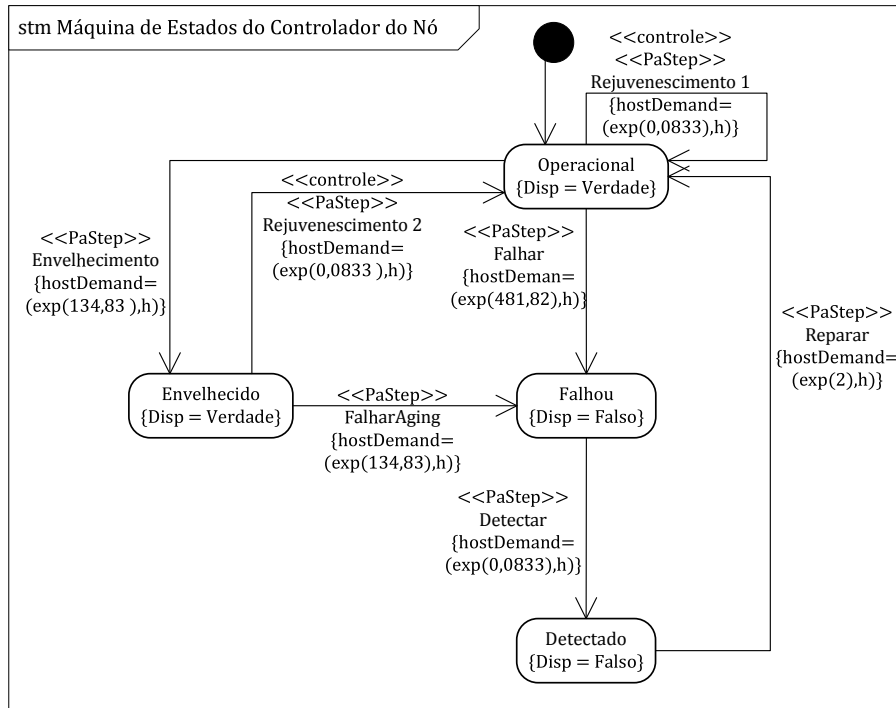 stm Máquina de Estados do Controlador do Nó
<<controle>>
<<PaStep>>
Rejuvenescimento 1
{hostDemand=
(exp(0,0833),h)}
Operacional
{Disp = Verdade}
<<controle>>
<<PaStep>>
Rejuvenescimento 2
{hostDemand=
(exp(0,0833 ),h)}
<<PaStep>>
Envelhecimento
{hostDemand=
(exp(134,83 ),h)}
<<PaStep>>
Falhar
{hostDeman=
(exp(481,82),h)}
<<PaStep>>
Reparar
{hostDemand=
(exp(2),h)}
Envelhecido
{Disp = Verdade}
<<PaStep>>
FalharAging
{hostDemand=
(exp(134,83),h)}
Falhou
{Disp = Falso}
<<PaStep>>
Detectar
{hostDemand=
(exp(0,0833),h)}
Detectado
{Disp = Falso}